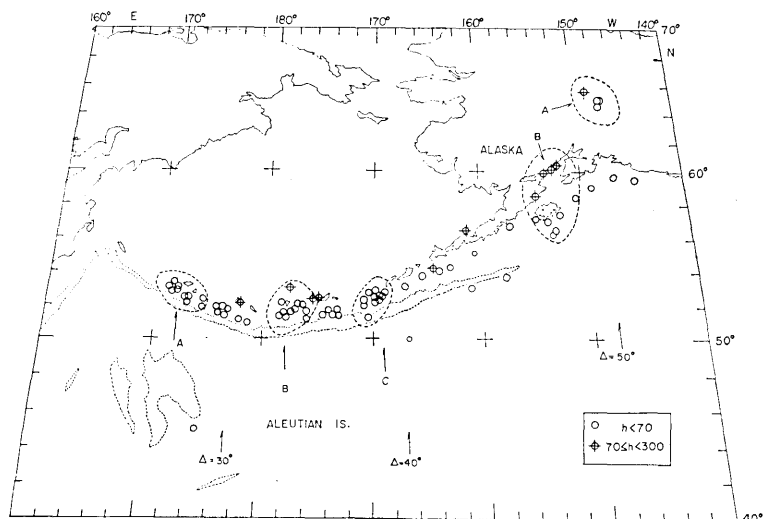 160° E 170° 180° 170° 160° 150° W 140°
70°
N
A
B
ALASKA
60°
A
B
C
50°
Δ=50°
ALEUTIAN IS.
Δ=30°
Δ=40°
h<70
70≤h<300
40°